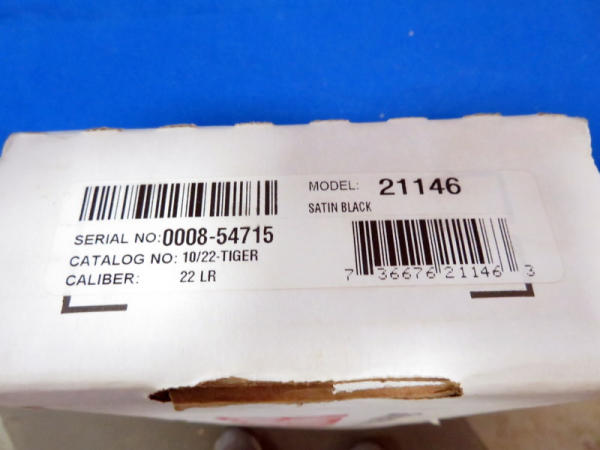 MODEL: 21146
SATIN BLACK
SERIAL NO:0008-54715
CATALOG NO: 10/22-TIGER
CALIBER: 22 LR
7 36676 21146 3